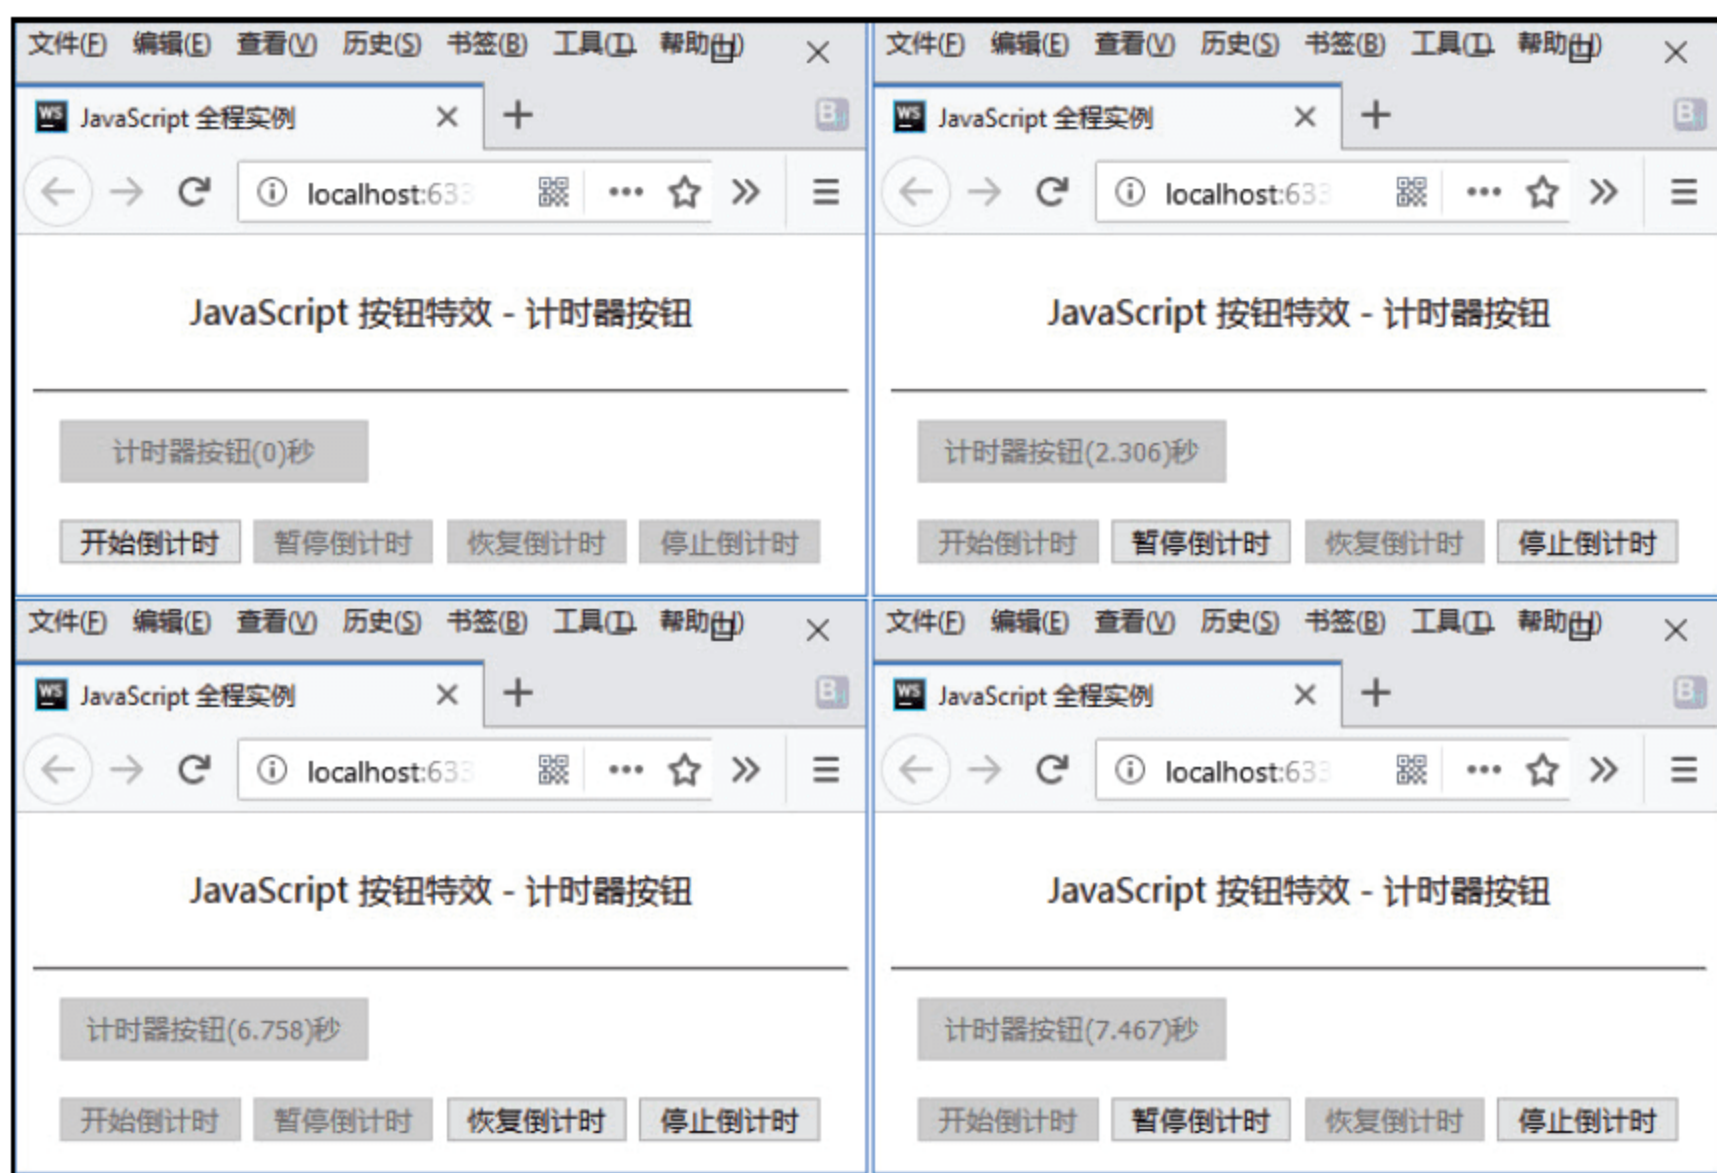 文件(F) 编辑(E) 查看(V) 历史(S) 书签(B) 工具(T) 帮助(H)
JavaScript 全程实例
localhost:633
JavaScript 按钮特效 - 计时器按钮
计时器按钮(0)秒
开始倒计时 暂停倒计时 恢复倒计时 停止倒计时
文件(F) 编辑(E) 查看(V) 历史(S) 书签(B) 工具(T) 帮助(H)
JavaScript 全程实例
localhost:633
JavaScript 按钮特效 - 计时器按钮
计时器按钮(2.306)秒
开始倒计时 暂停倒计时 恢复倒计时 停止倒计时
文件(F) 编辑(E) 查看(V) 历史(S) 书签(B) 工具(T) 帮助(H)
WS JavaScript 全程实例
localhost:633
JavaScript 按钮特效 - 计时器按钮
计时器按钮(6.758)秒
开始倒计时 暂停倒计时 恢复倒计时 停止倒计时
文件(F) 编辑(E) 查看(V) 历史(S) 书签(B) 工具(T) 帮助(H)
WS JavaScript 全程实例
localhost:633
JavaScript 按钮特效 - 计时器按钮
计时器按钮(7.467)秒
开始倒计时 暂停倒计时 恢复倒计时 停止倒计时